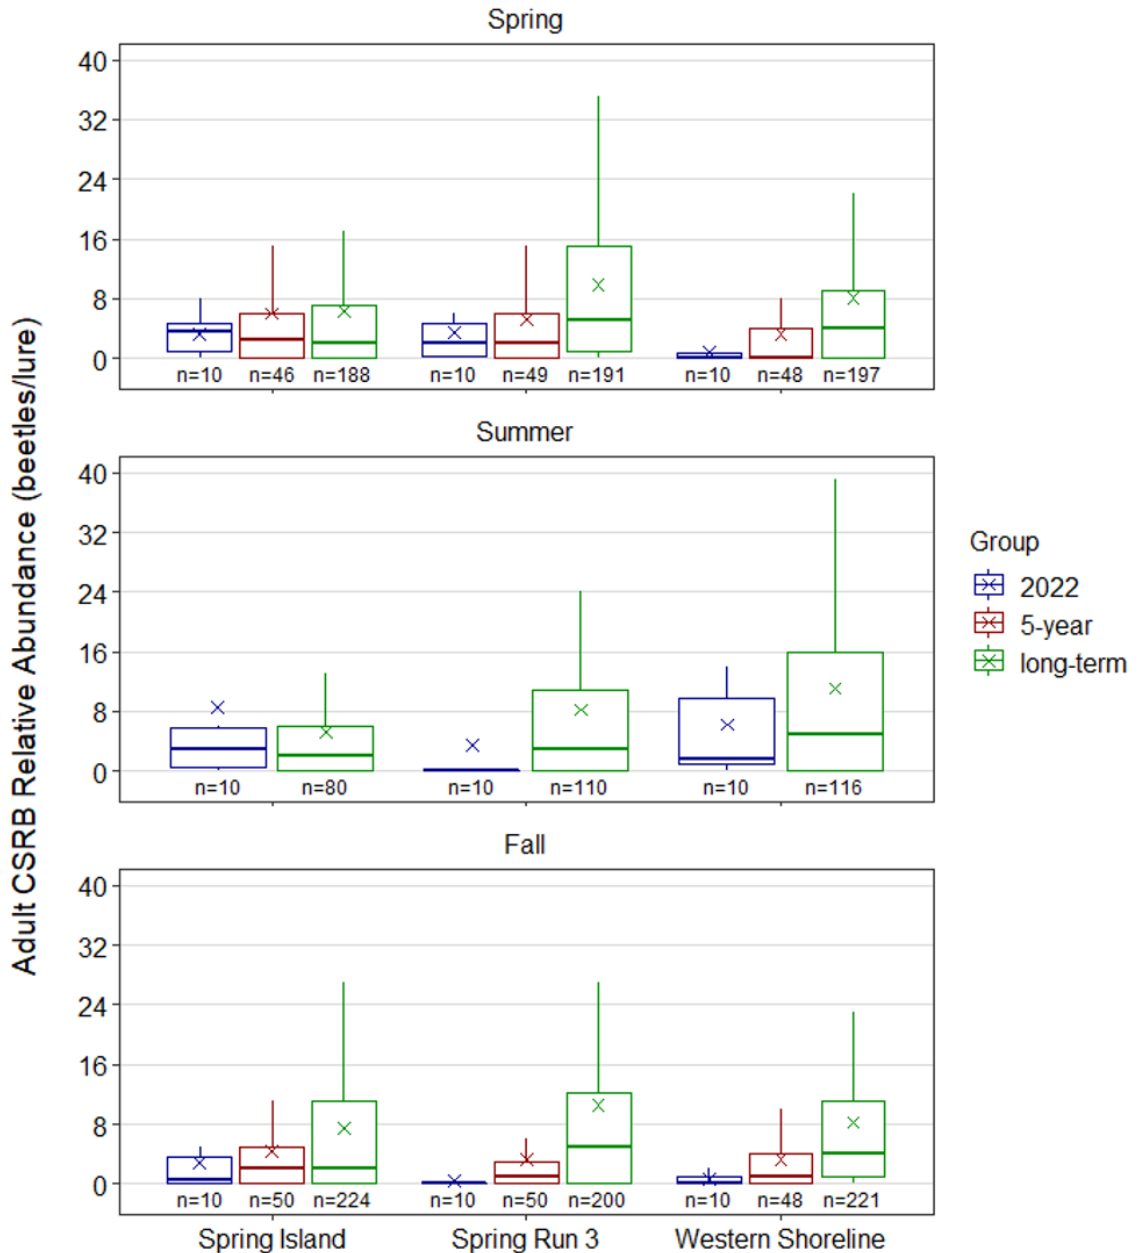 Spring
Adult CSRB Relative Abundance (beetles/lure)
40
32
24
16
8
0
n=10 n=46 n=188 n=10 n=49 n=191 n=10 n=48 n=197
Summer
40
32
24
16
8
0
n=10 n=80 n=10 n=110 n=10 n=116
Group
2022
5-year
long-term
Fall
40
32
24
16
8
0
n=10 n=50 n=224 n=10 n=50 n=200 n=10 n=48 n=221
Spring Island Spring Run 3 Western Shoreline